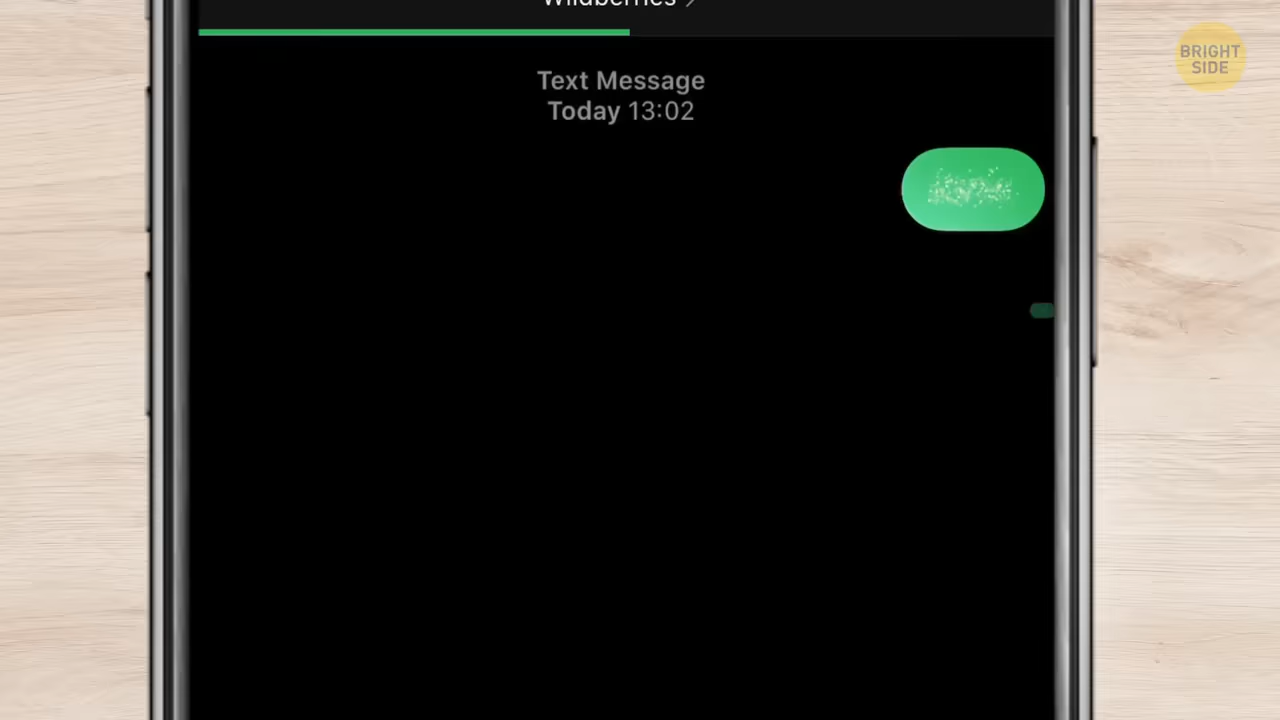 Wildberries >
Text Message
Today 13:02
BRIGHT
SIDE